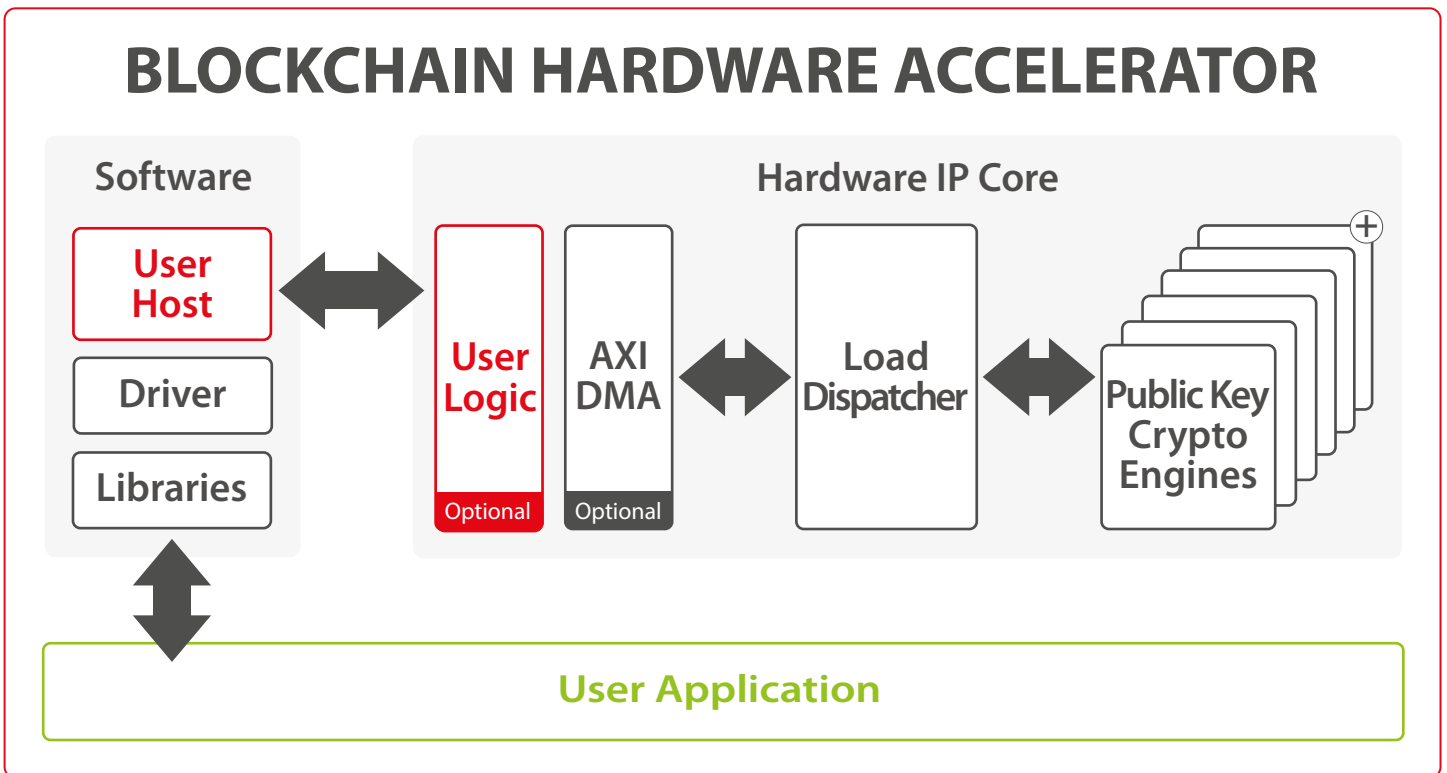 BLOCKCHAIN HARDWARE ACCELERATOR
Software
User
Host
Driver
Libraries
Hardware IP Core
User
Logic
Optional
AXI
DMA
Optional
Load
Dispatcher
+
Public Key
Crypto
Engines
User Application